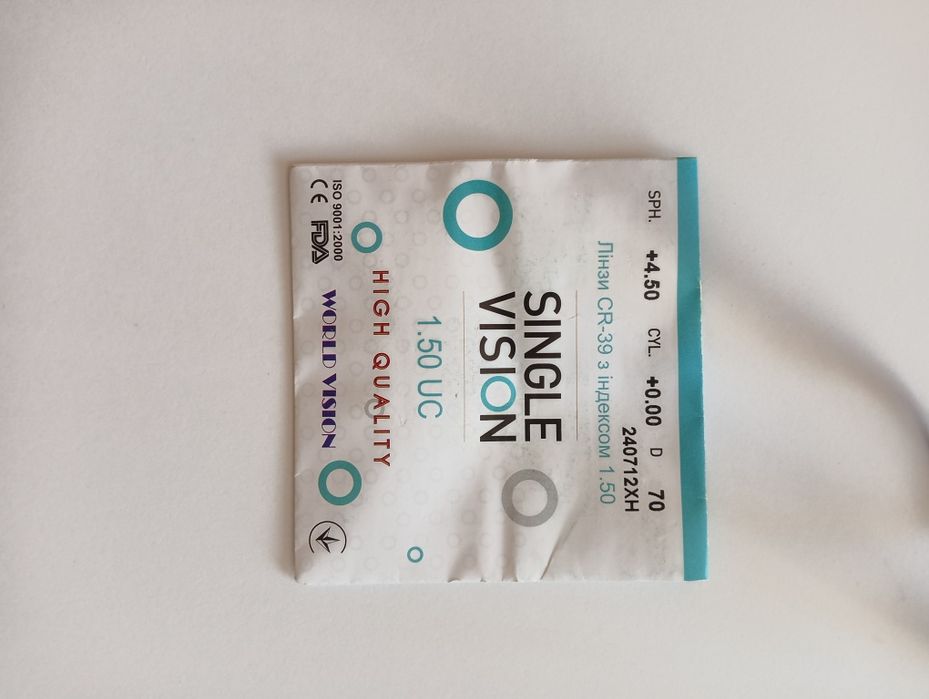 SPH. +4.50 CYL. +0.00 D 70
240712XH
Лінзи CR-39 з індексом 1.50
SINGLE
VISION
1.50 UC
HIGH QUALITY
ISO 9001:2000
CE FDA WORLD VISION